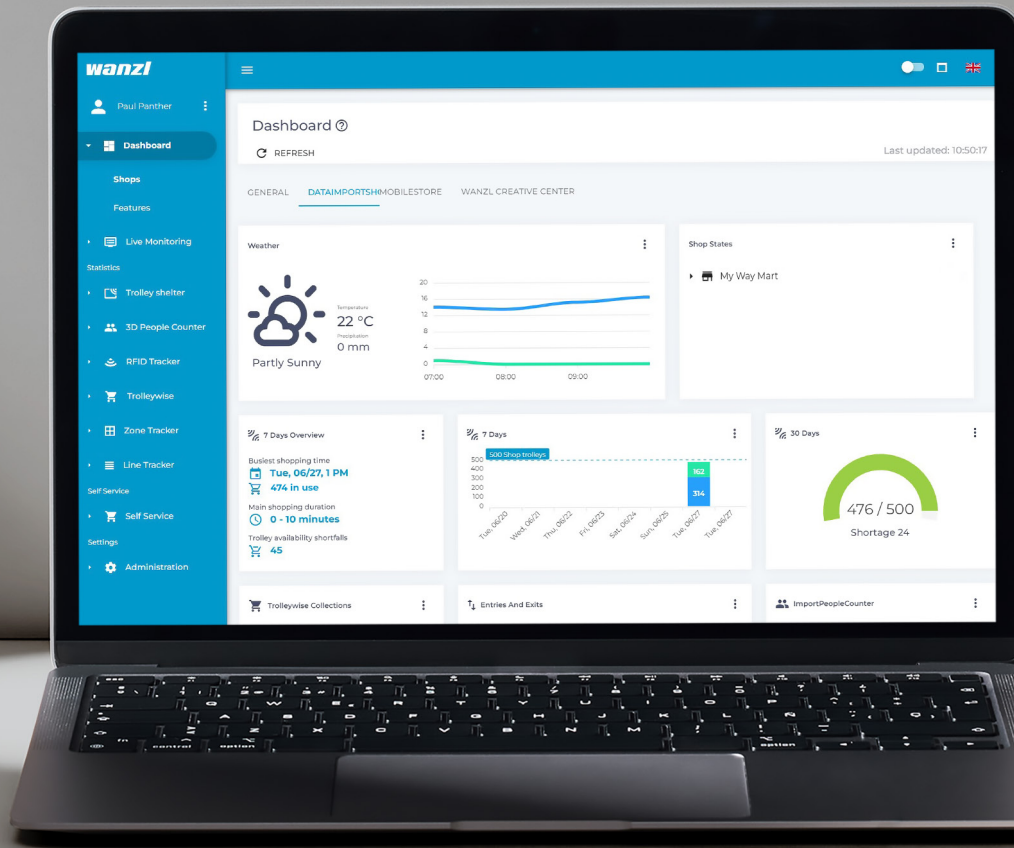 wanzl
Paul Panther
Dashboard
Shops
Features
Live Monitoring
Statistics
Trolley shelter
3D People Counter
RFID Tracker
Trolleywise
Zone Tracker
Line Tracker
Self Service
Self Service
Settings
Administration
Dashboard
REFRESH
Last updated: 10:50:17
GENERAL DATAIMPORTSH MOBILESTORE WANZL CREATIVE CENTER
Weather
Temperature
22 °C
Precipitation
0 mm
Partly Sunny
20
16
12
8
4
0
07:00 08:00 09:00
Shop States
My Way Mart
7 Days Overview
Busiest shopping time
Tue, 06/27, 1 PM
474 in use
Main shopping duration
0 - 10 minutes
Trolley availability shortfalls
45
7 Days
500 Shop trolleys
500
400
300
200
100
0
162
314
Tue, 06/20 Wed, 06/21 Thu, 06/22 Fri, 06/23 Sat, 06/24 Sun, 06/25 Tue, 06/27 Tue, 06/27
30 Days
476 / 500
Shortage 24
Trolleywise Collections
Entries And Exits
ImportPeopleCounter
Q W E R T Y U I O P
A S D F G H J K L Ñ
Z X C V B N M
fn control option option